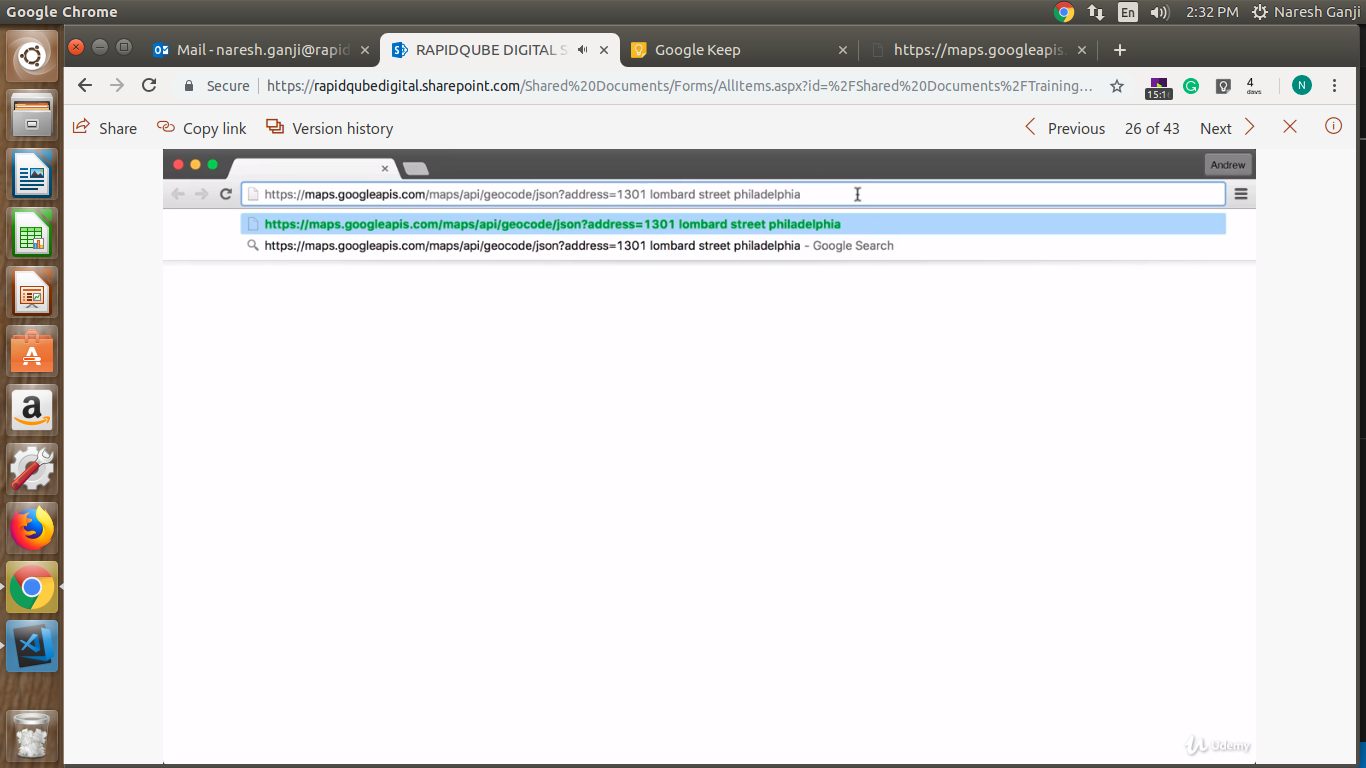 Google Chrome
En
2:32 PM
Naresh Ganji
Mail - naresh.ganji@rapid
RAPIDQUBE DIGITAL S
Google Keep
https://maps.googleapis.
Secure
https://rapidqubedigital.sharepoint.com/Shared%20Documents/Forms/AllItems.aspx?id=%2FShared%20Documents%2FTraining...
4
days
N
Share
Copy link
Version history
Previous
26 of 43
Next
Andrew
https://maps.googleapis.com/maps/api/geocode/json?address=1301 lombard street philadelphia
https://maps.googleapis.com/maps/api/geocode/json?address=1301 lombard street philadelphia
https://maps.googleapis.com/maps/api/geocode/json?address=1301 lombard street philadelphia - Google Search
Udemy